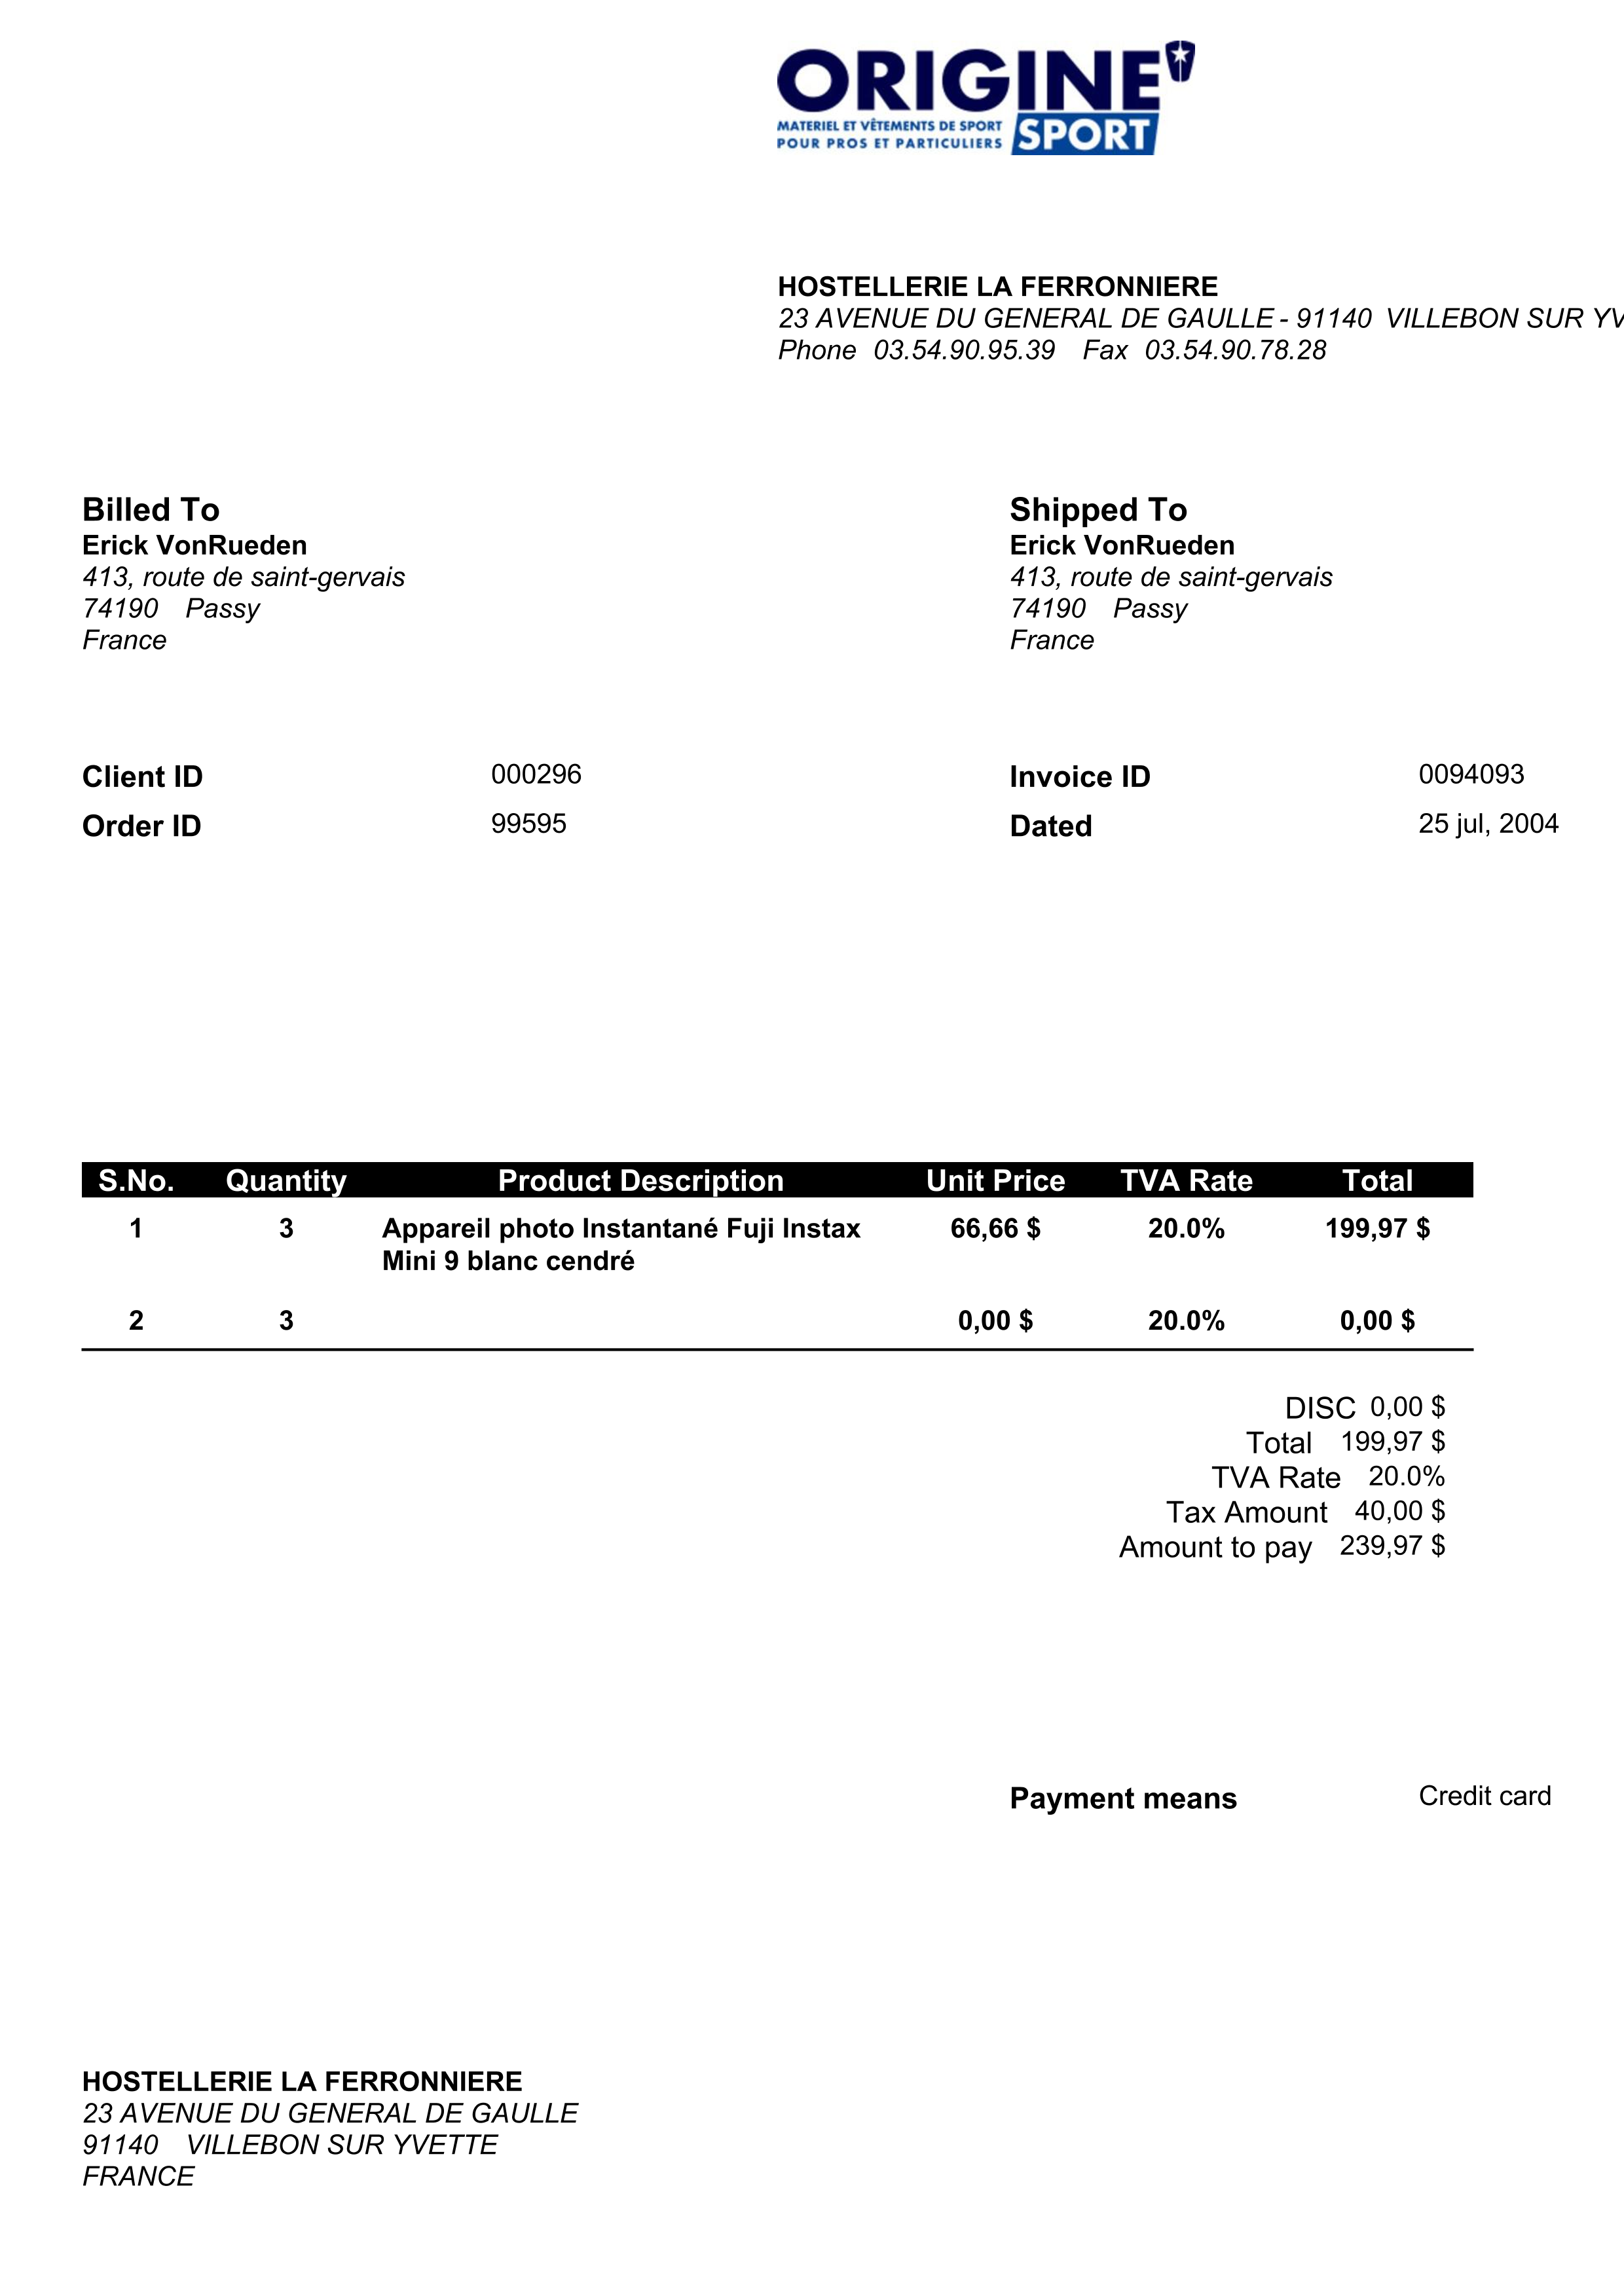 ORIGINE
MATERIEL ET VÊTEMENTS DE SPORT
POUR PROS ET PARTICULIERS
SPORT
HOSTELLERIE LA FERRONNIERE
23 AVENUE DU GENERAL DE GAULLE - 91140 VILLEBON SUR YV
Phone 03.54.90.95.39 Fax 03.54.90.78.28
Billed To
Erick VonRueden
413, route de saint-gervais
74190 Passy
France
Shipped To
Erick VonRueden
413, route de saint-gervais
74190 Passy
France
Client ID 000296
Order ID 99595
Invoice ID 0094093
Dated 25 jul, 2004
S.No. Quantity Product Description Unit Price TVA Rate Total
1 3 Appareil photo Instantané Fuji Instax 66,66 $ 20.0% 199,97 $
Mini 9 blanc cendré
2 3 0,00 $ 20.0% 0,00 $
DISC 0,00 $
Total 199,97 $
TVA Rate 20.0%
Tax Amount 40,00 $
Amount to pay 239,97 $
Payment means Credit card
HOSTELLERIE LA FERRONNIERE
23 AVENUE DU GENERAL DE GAULLE
91140 VILLEBON SUR YVETTE
FRANCE